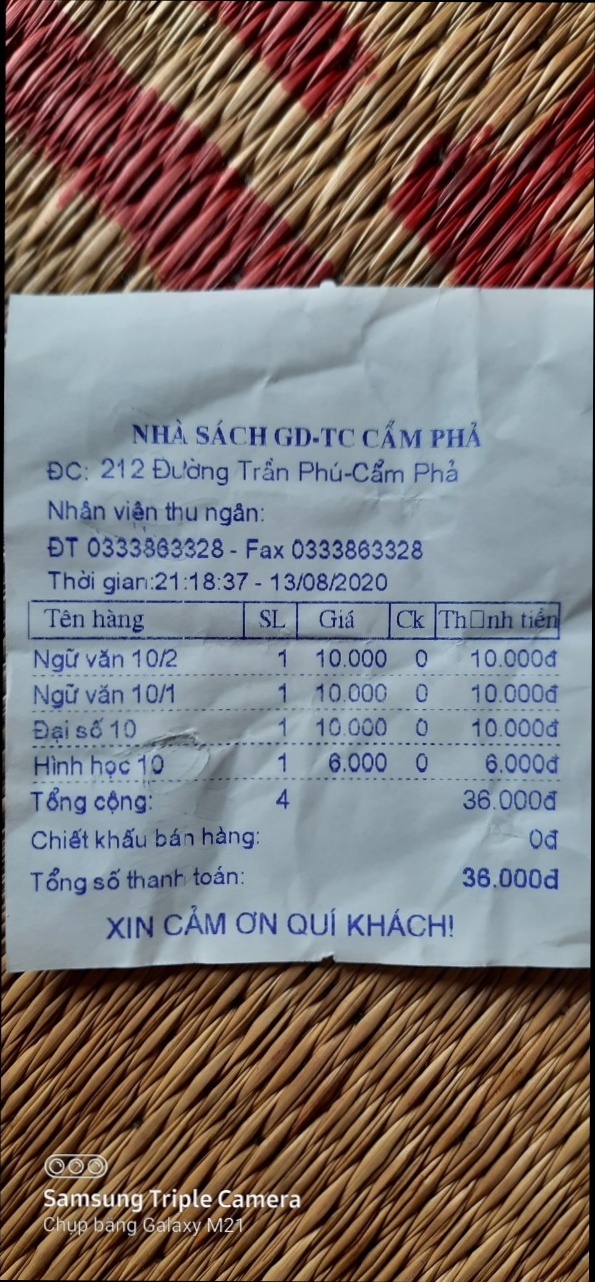 NHÀ SÁCH GD-TC CẨM PHẢ
ĐC: 212 Đường Trần Phú-Cẩm Phả
Nhân viên thu ngân:
ĐT 0333863328 - Fax 0333863328
Thời gian:21:18:37 - 13/08/2020
Tên hàng SL Giá Ck Th□nh tiền
Ngữ văn 10/2 1 10.000 0 10.000đ
Ngữ văn 10/1 1 10.000 0 10.000đ
Đại số 10 1 10.000 0 10.000đ
Hình học 10 1 6.000 0 6.000đ
Tổng cộng: 4 36.000đ
Chiết khấu bán hàng: 0đ
Tổng số thanh toán: 36.000đ
XIN CẢM ƠN QUÍ KHÁCH!
Samsung Triple Camera
Chụp bằng Galaxy M21